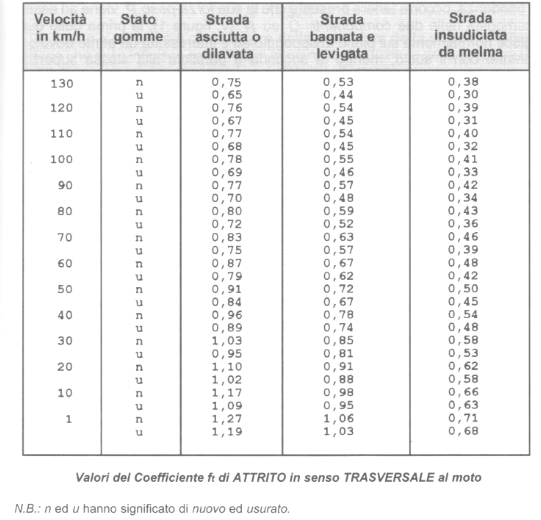 Velocità in km/h | Stato gomme | Strada asciutta o dilavata | Strada bagnata e levigata | Strada insudiciata da melma
130 n 0,75 0,53 0,38
u 0,65 0,44 0,30
120 n 0,76 0,54 0,39
u 0,67 0,45 0,31
110 n 0,77 0,54 0,40
u 0,68 0,45 0,32
100 n 0,78 0,55 0,41
u 0,69 0,46 0,33
90 n 0,77 0,57 0,42
u 0,70 0,48 0,34
80 n 0,80 0,59 0,43
u 0,72 0,52 0,36
70 n 0,83 0,63 0,46
u 0,75 0,57 0,39
60 n 0,87 0,67 0,48
u 0,79 0,62 0,42
50 n 0,91 0,72 0,50
u 0,84 0,67 0,45
40 n 0,96 0,78 0,54
u 0,89 0,74 0,48
30 n 1,03 0,85 0,58
u 0,95 0,81 0,53
20 n 1,10 0,91 0,62
u 1,02 0,88 0,58
10 n 1,17 0,98 0,66
u 1,09 0,95 0,63
1 n 1,27 1,06 0,71
u 1,19 1,03 0,68
Valori del Coefficiente ft di ATTRITO in senso TRASVERSALE al moto
N.B.: n ed u hanno significato di nuovo ed usurato.